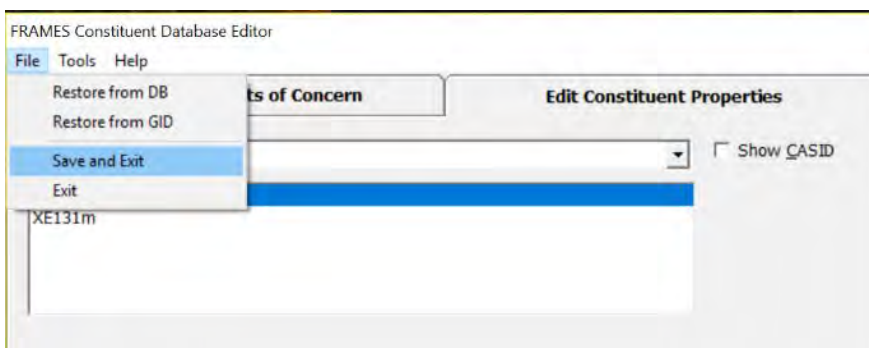 FRAMES Constituent Database Editor
File Tools Help
Restore from DB
ts of Concern Edit Constituent Properties
Restore from GID
Save and Exit
Show CASID
Exit
XE131m